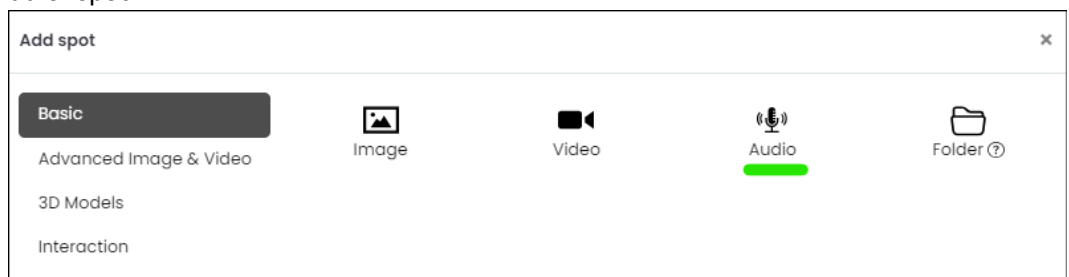 Add spot
×
Basic
Advanced Image & Video
3D Models
Interaction
Image
Video
Audio
Folder ?